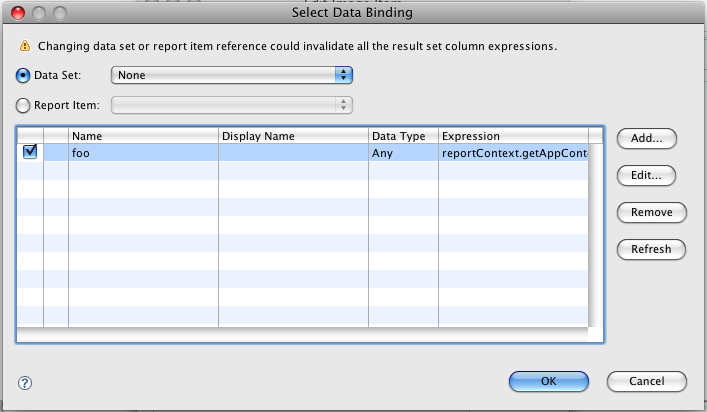 Select Data Binding
Changing data set or report item reference could invalidate all the result set column expressions.
Data Set: None
Report Item:
Name Display Name Data Type Expression
foo Any reportContext.getAppCont
Add...
Edit...
Remove
Refresh
?
OK Cancel